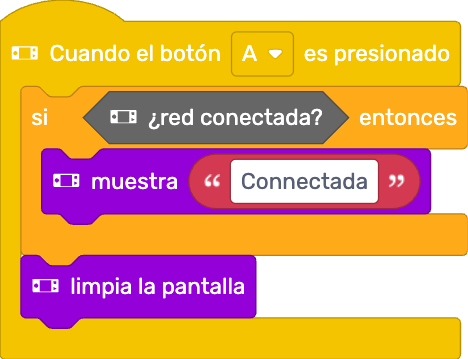 Cuando el botón A es presionado
si ¿red conectada? entonces
muestra “ Connectada ”
limpia la pantalla